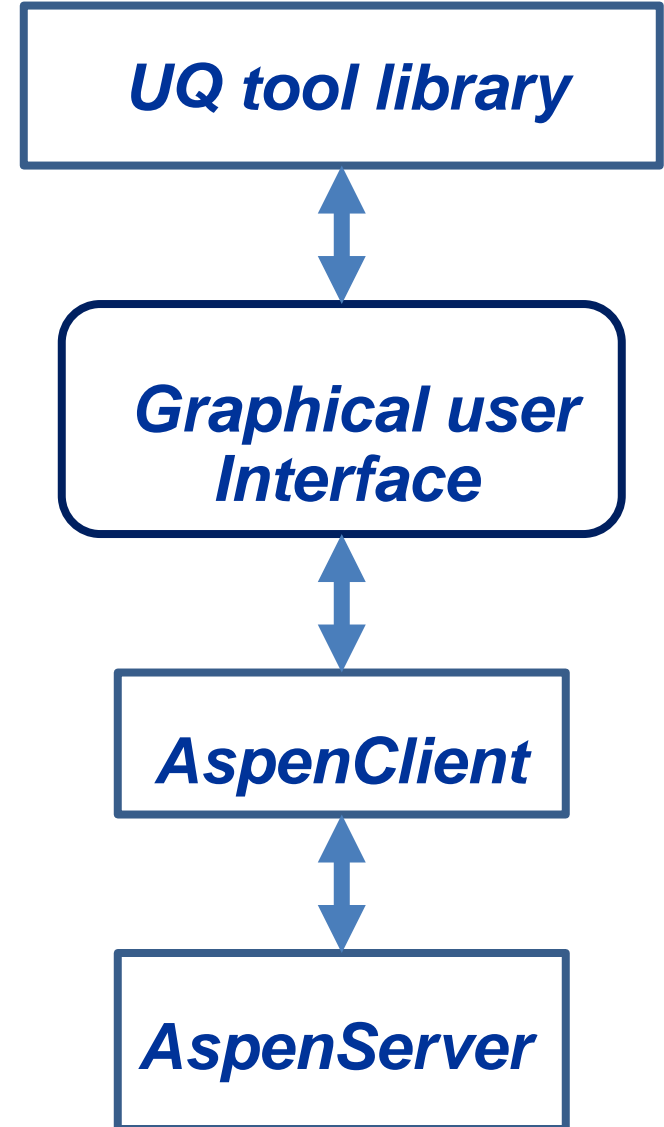 UQ tool library
Graphical user
Interface
AspenClient
AspenServer